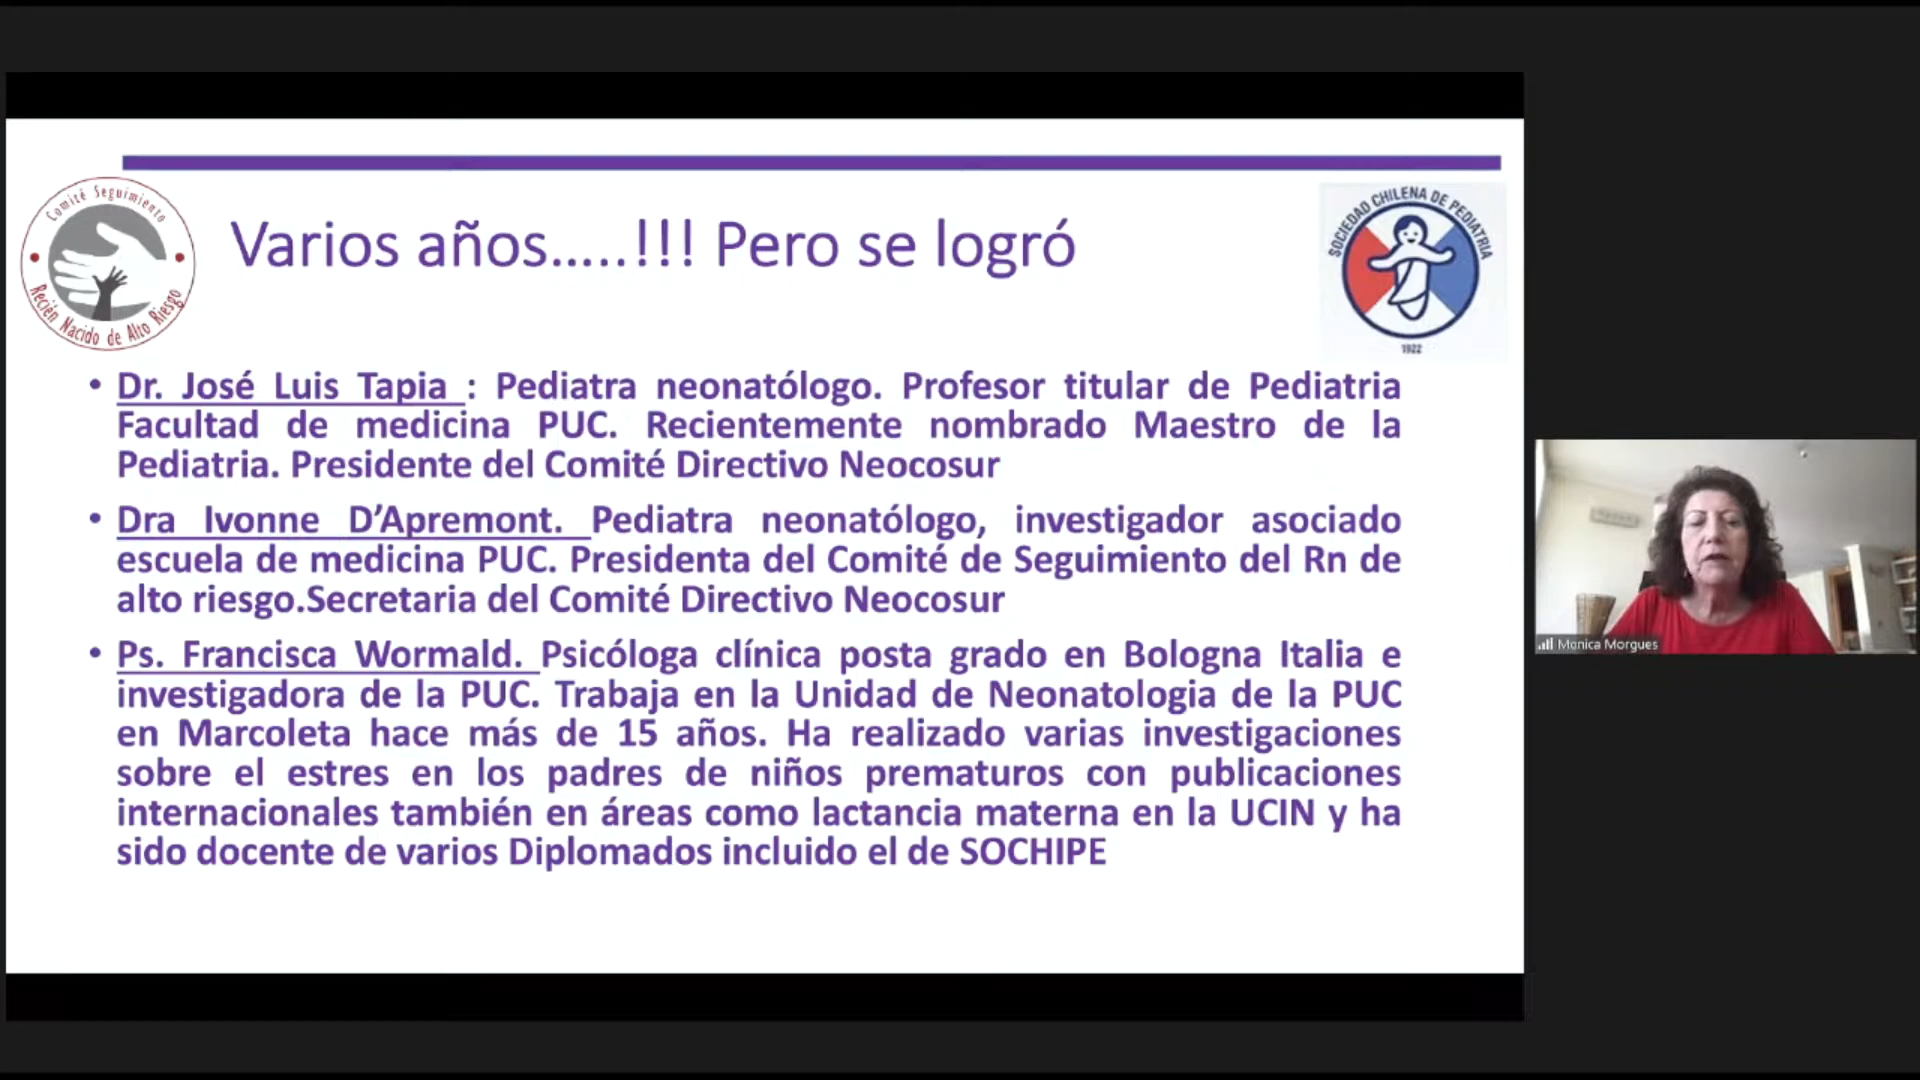 Comité Seguimiento
Recién Nacido de Alto Riesgo
Varios años.....!!! Pero se logró
SOCIEDAD CHILENA DE PEDIATRIA
1922
• Dr. José Luis Tapia : Pediatra neonatólogo. Profesor titular de Pediatria
Facultad de medicina PUC. Recientemente nombrado Maestro de la
Pediatria. Presidente del Comité Directivo Neocosur
• Dra Ivonne D’Apremont. Pediatra neonatólogo, investigador asociado
escuela de medicina PUC. Presidenta del Comité de Seguimiento del Rn de
alto riesgo.Secretaria del Comité Directivo Neocosur
• Ps. Francisca Wormald. Psicóloga clínica posta grado en Bologna Italia e
investigadora de la PUC. Trabaja en la Unidad de Neonatologia de la PUC
en Marcoleta hace más de 15 años. Ha realizado varias investigaciones
sobre el estres en los padres de niños prematuros con publicaciones
internacionales también en áreas como lactancia materna en la UCIN y ha
sido docente de varios Diplomados incluido el de SOCHIPE
Monica Morgues